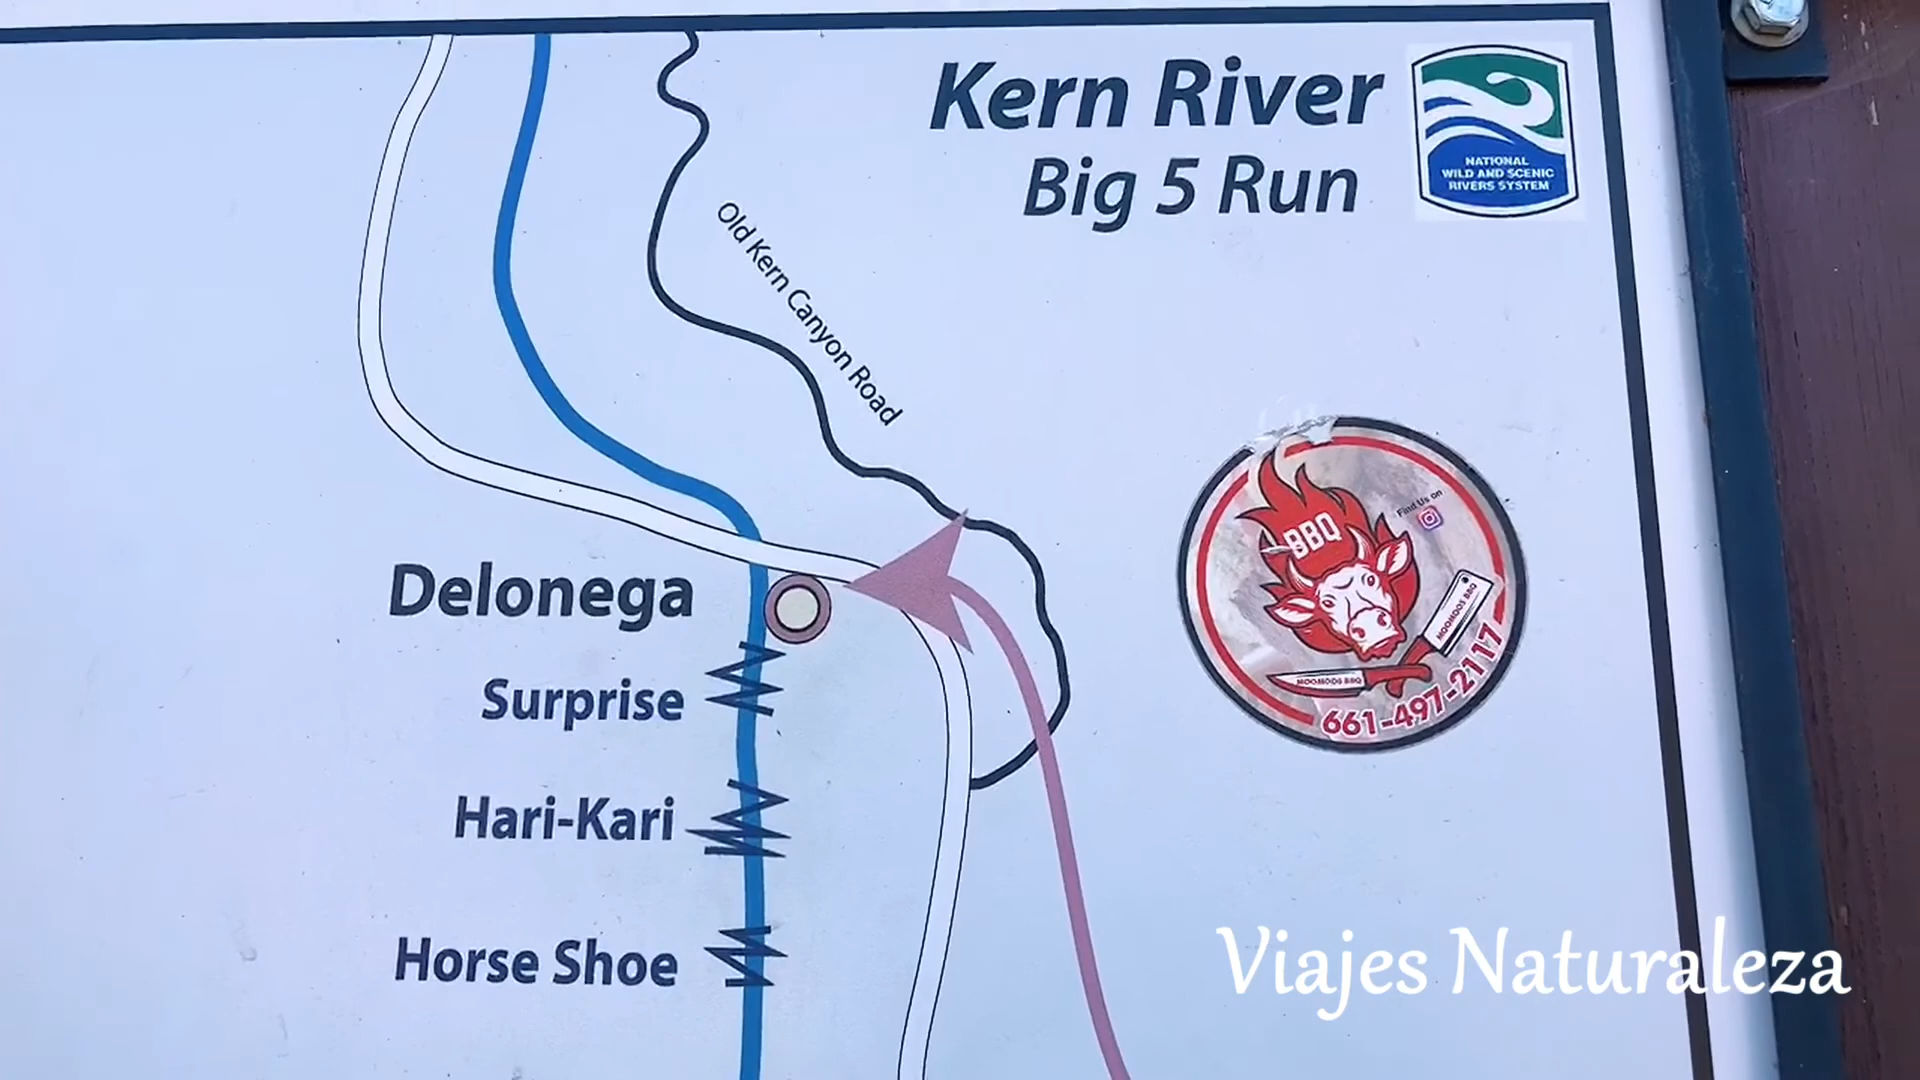 Kern River
Big 5 Run
NATIONAL
WILD AND SCENIC
RIVERS SYSTEM
Old Kern Canyon Road
Find Us on
BBQ
MOOMOOS BBQ
MOOMOOS BBQ
661-497-2117
Delonega
Surprise
Hari-Kari
Horse Shoe
Viajes Naturaleza